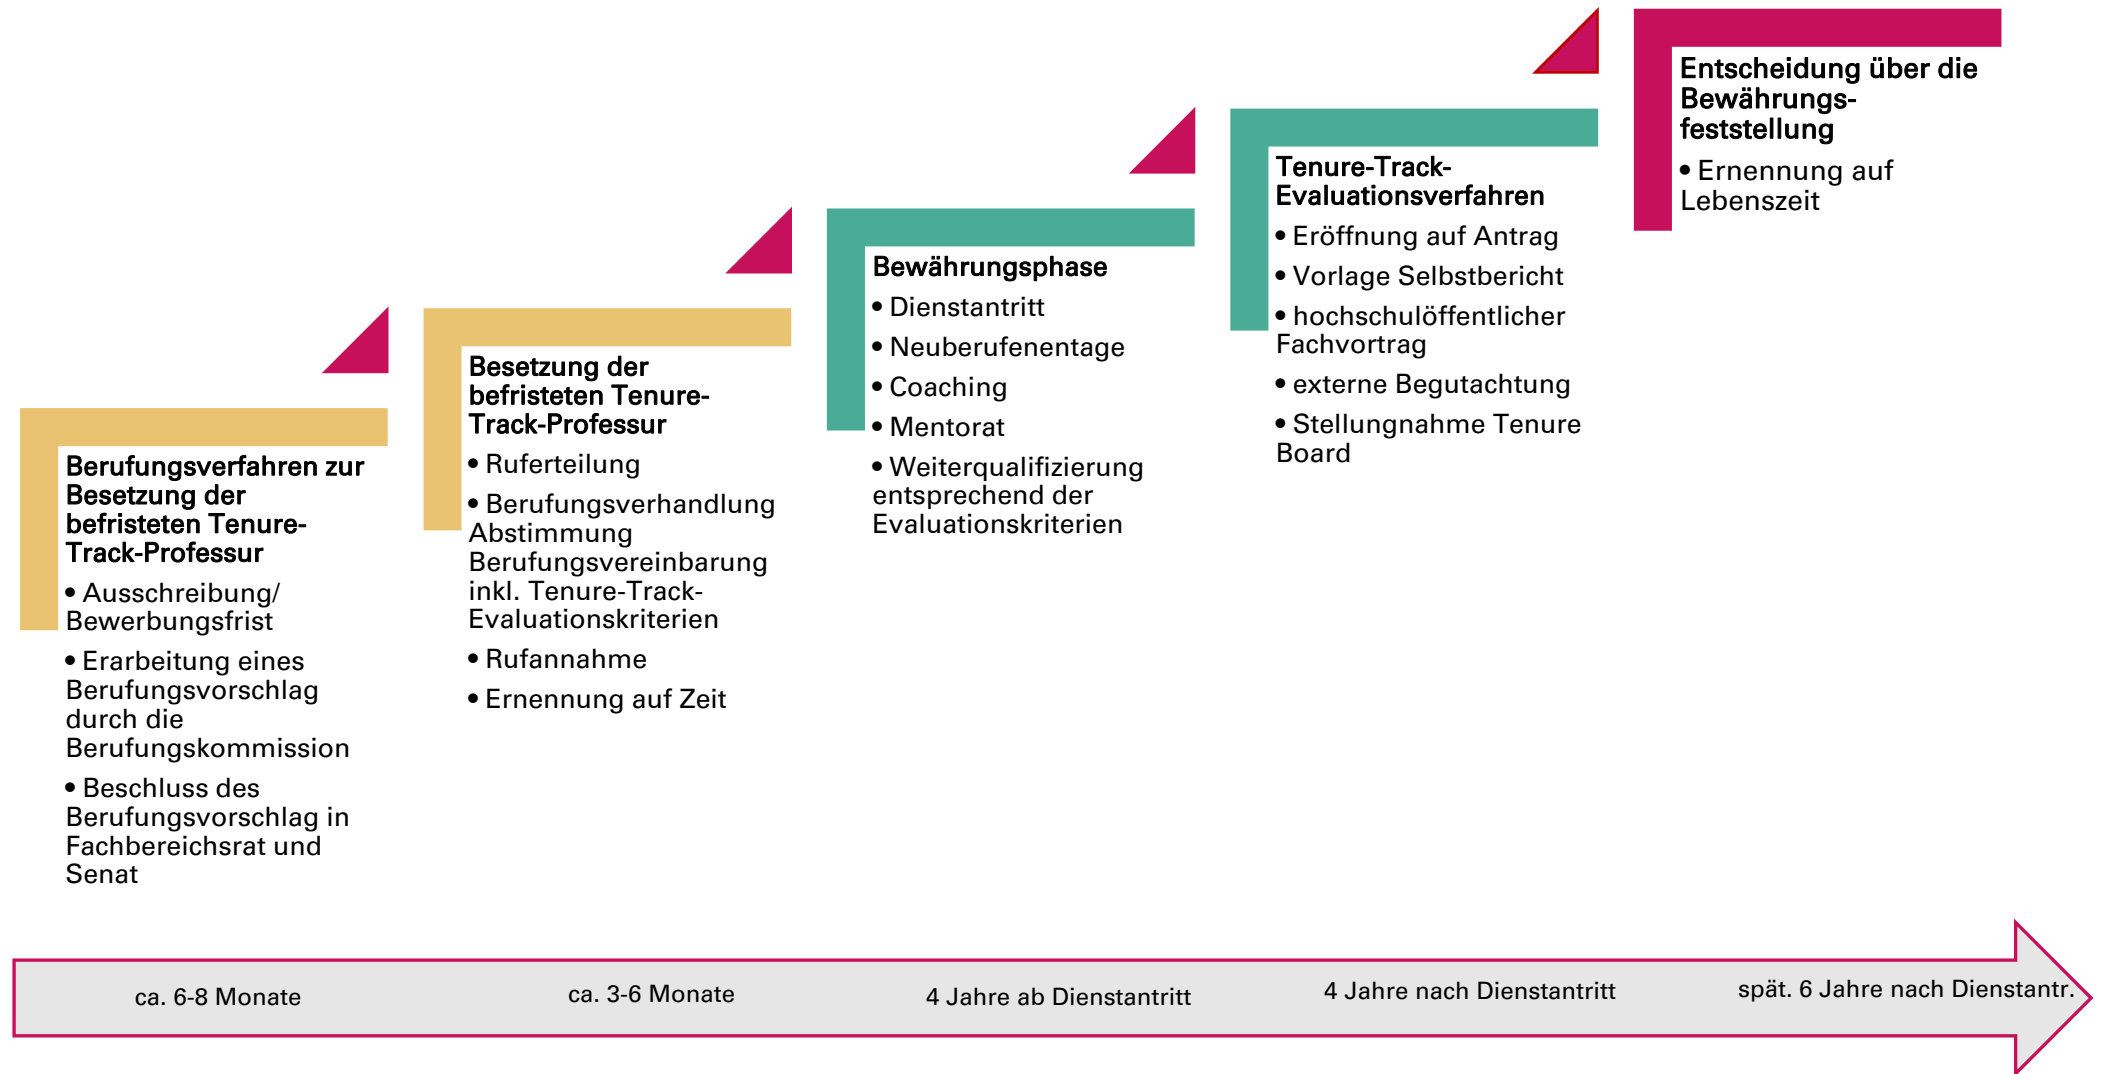 Berufungsverfahren zur
Besetzung der
befristeten Tenure-
Track-Professur
• Ausschreibung/
Bewerbungsfrist
• Erarbeitung eines
Berufungsvorschlag
durch die
Berufungskommission
• Beschluss des
Berufungsvorschlag in
Fachbereichsrat und
Senat
Besetzung der
befristeten Tenure-
Track-Professur
• Ruferteilung
• Berufungsverhandlung
Abstimmung
Berufungsvereinbarung
inkl. Tenure-Track-
Evaluationskriterien
• Rufannahme
• Ernennung auf Zeit
Bewährungsphase
• Dienstantritt
• Neuberufenentage
• Coaching
• Mentorat
• Weiterqualifizierung
entsprechend der
Evaluationskriterien
Tenure-Track-
Evaluationsverfahren
• Eröffnung auf Antrag
• Vorlage Selbstbericht
• hochschulöffentlicher
Fachvortrag
• externe Begutachtung
• Stellungnahme Tenure
Board
Entscheidung über die
Bewährungs-
feststellung
• Ernennung auf
Lebenszeit
ca. 6-8 Monate
ca. 3-6 Monate
4 Jahre ab Dienstantritt
4 Jahre nach Dienstantritt
spät. 6 Jahre nach Dienstantr.